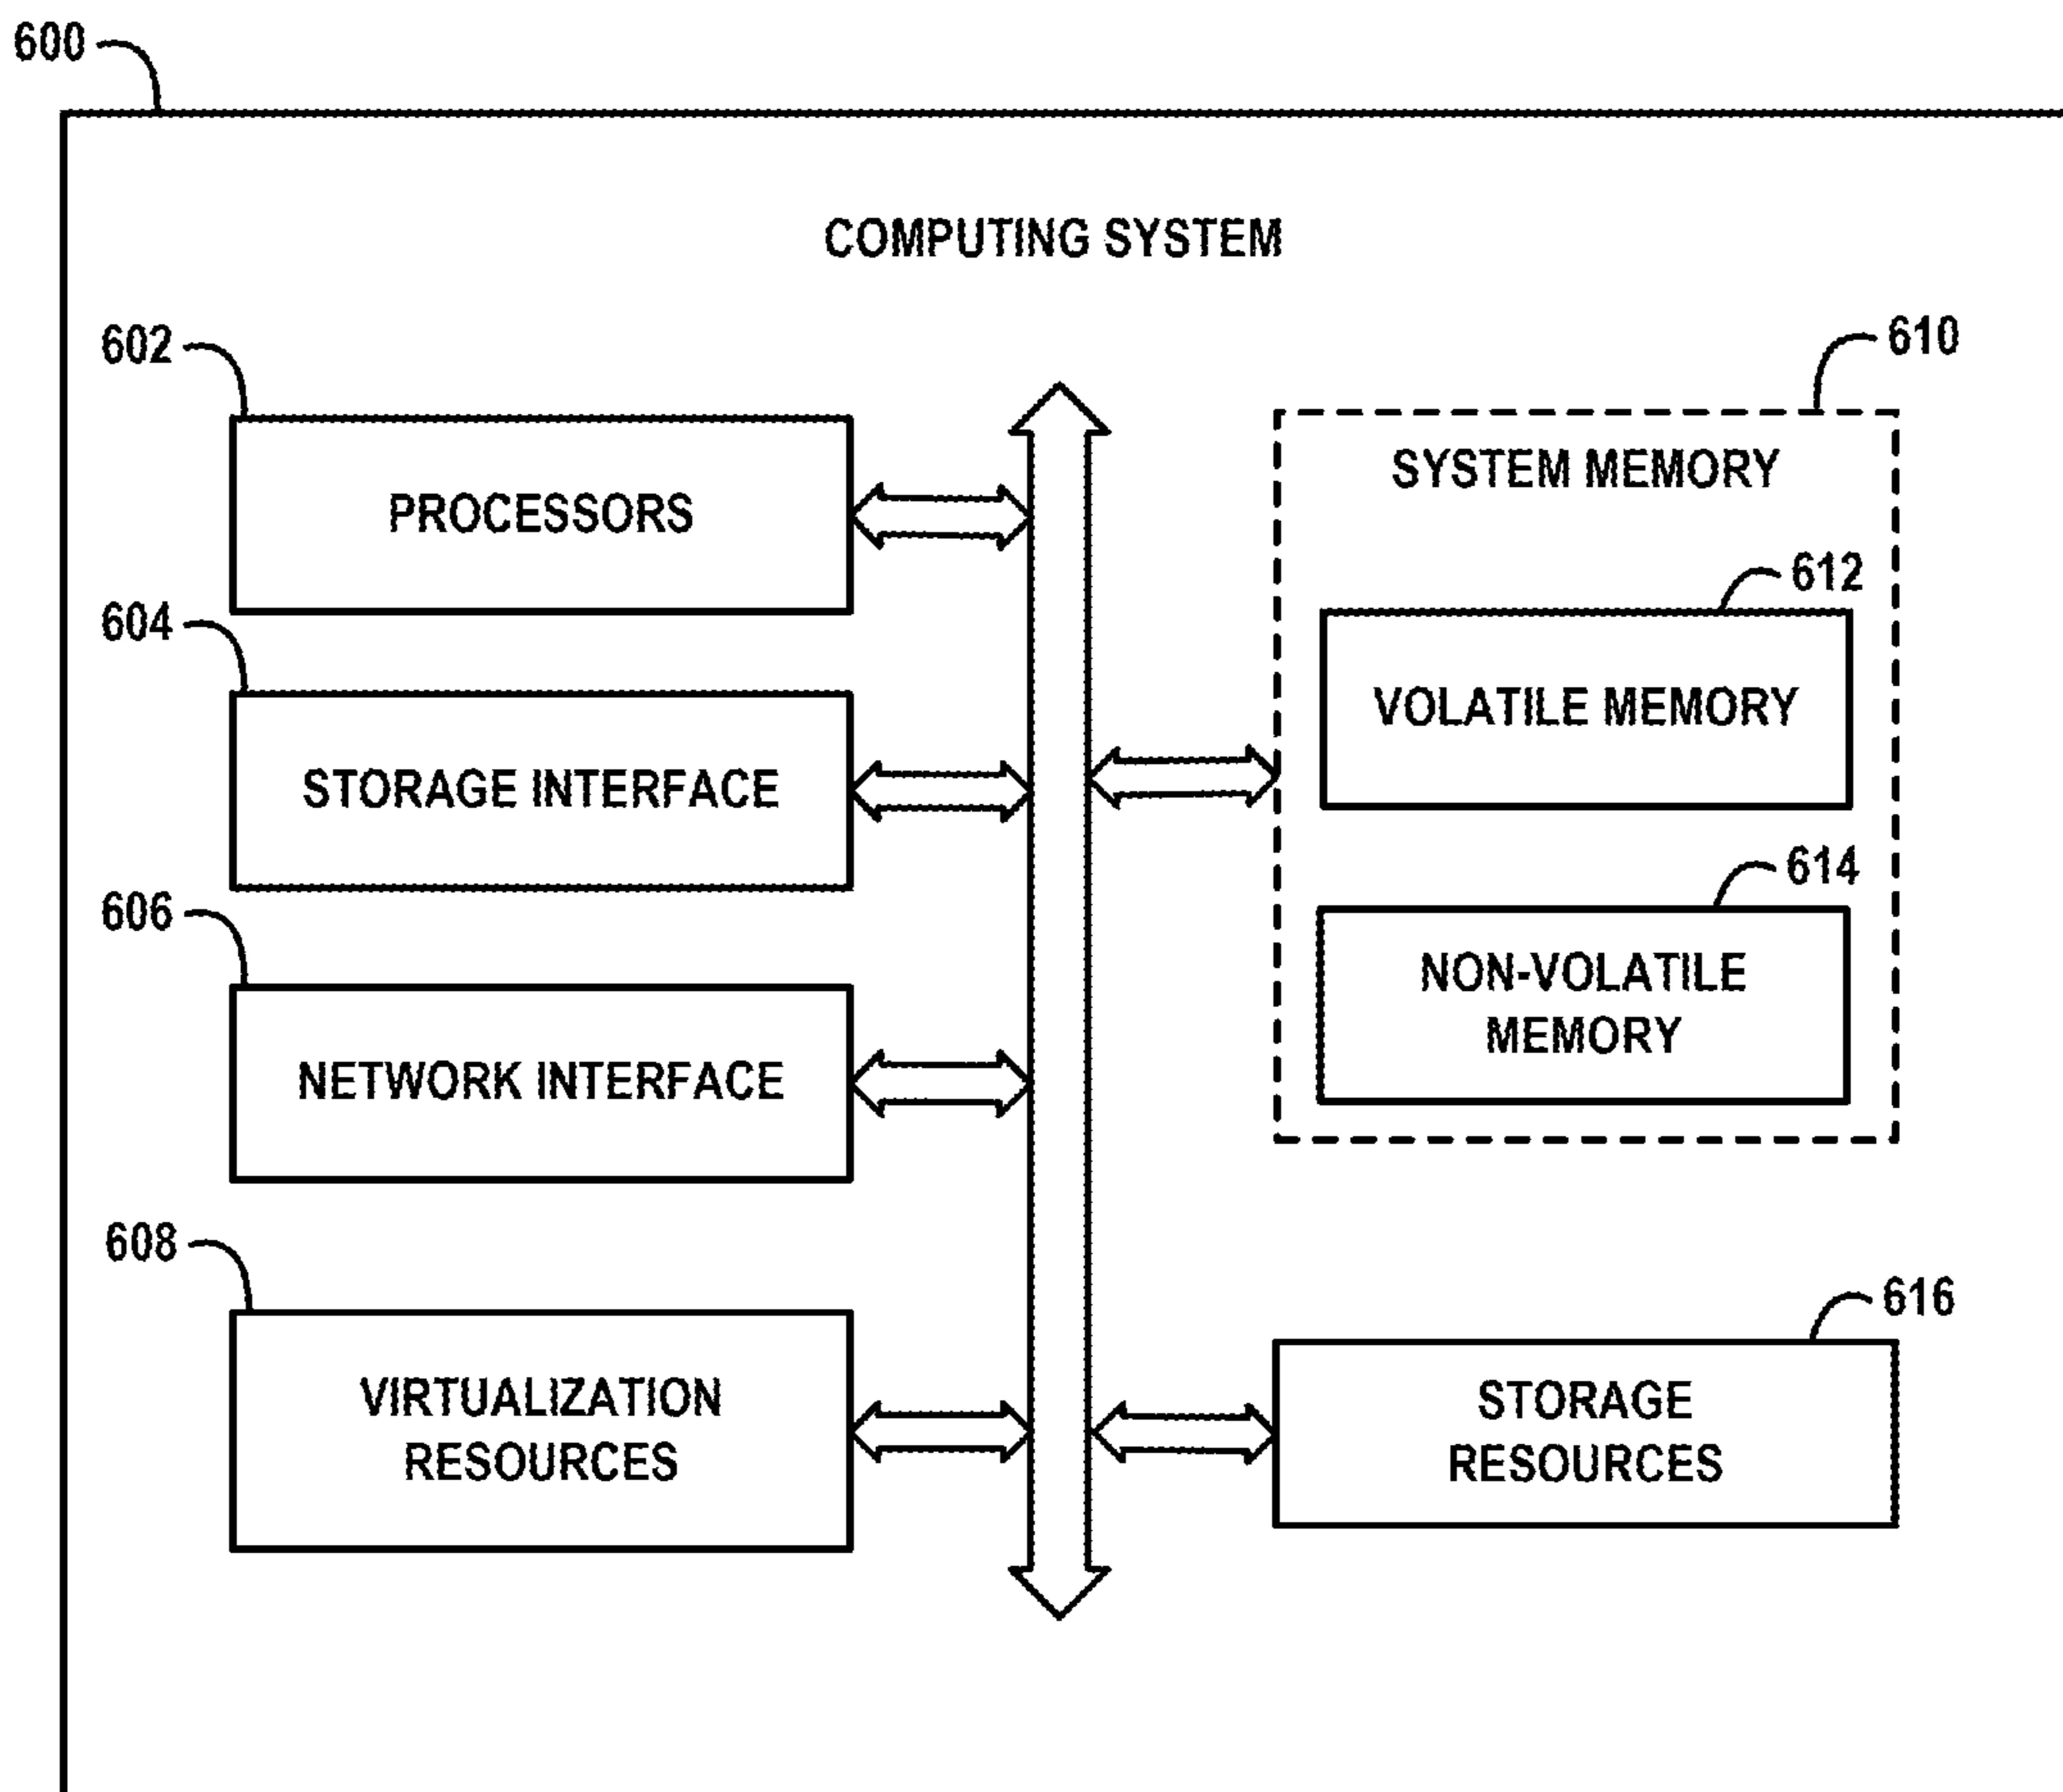 600
COMPUTING SYSTEM
602
PROCESSORS
604
STORAGE INTERFACE
606
NETWORK INTERFACE
608
VIRTUALIZATION
RESOURCES
610
SYSTEM MEMORY
612
VOLATILE MEMORY
614
NON-VOLATILE
MEMORY
616
STORAGE
RESOURCES